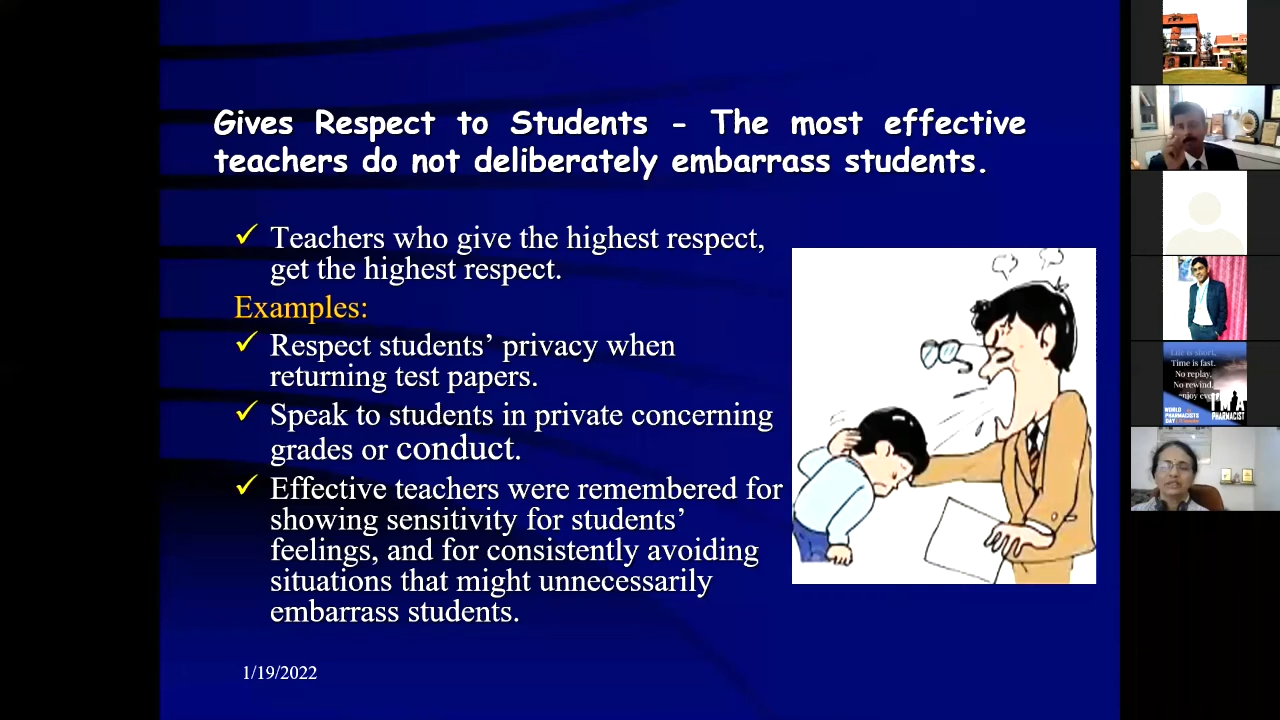 Gives Respect to Students - The most effective
teachers do not deliberately embarrass students.
✓ Teachers who give the highest respect,
get the highest respect.
Examples:
✓ Respect students’ privacy when
returning test papers.
✓ Speak to students in private concerning
grades or conduct.
✓ Effective teachers were remembered for
showing sensitivity for students’
feelings, and for consistently avoiding
situations that might unnecessarily
embarrass students.
1/19/2022
Life is short,
Time is fast.
No replay,
No rewind,
WORLD
PHARMACISTS
DAY
I'M A
PHARMACIST